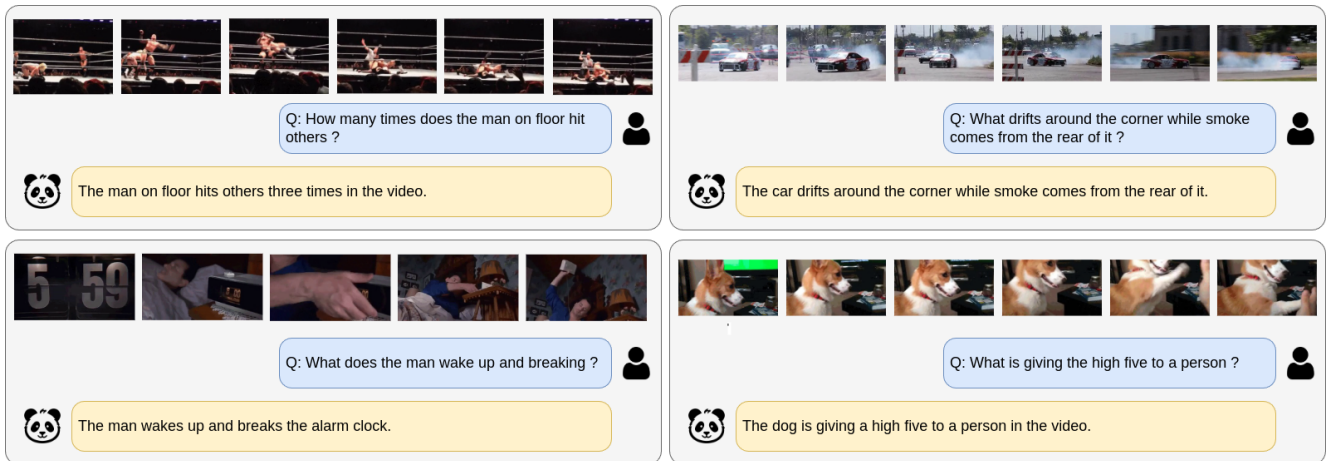 Q: How many times does the man on floor hit
others ?
The man on floor hits others three times in the video.
Q: What drifts around the corner while smoke
comes from the rear of it ?
The car drifts around the corner while smoke comes from the rear of it.
5 59
Q: What does the man wake up and breaking ?
The man wakes up and breaks the alarm clock.
Q: What is giving the high five to a person ?
The dog is giving a high five to a person in the video.